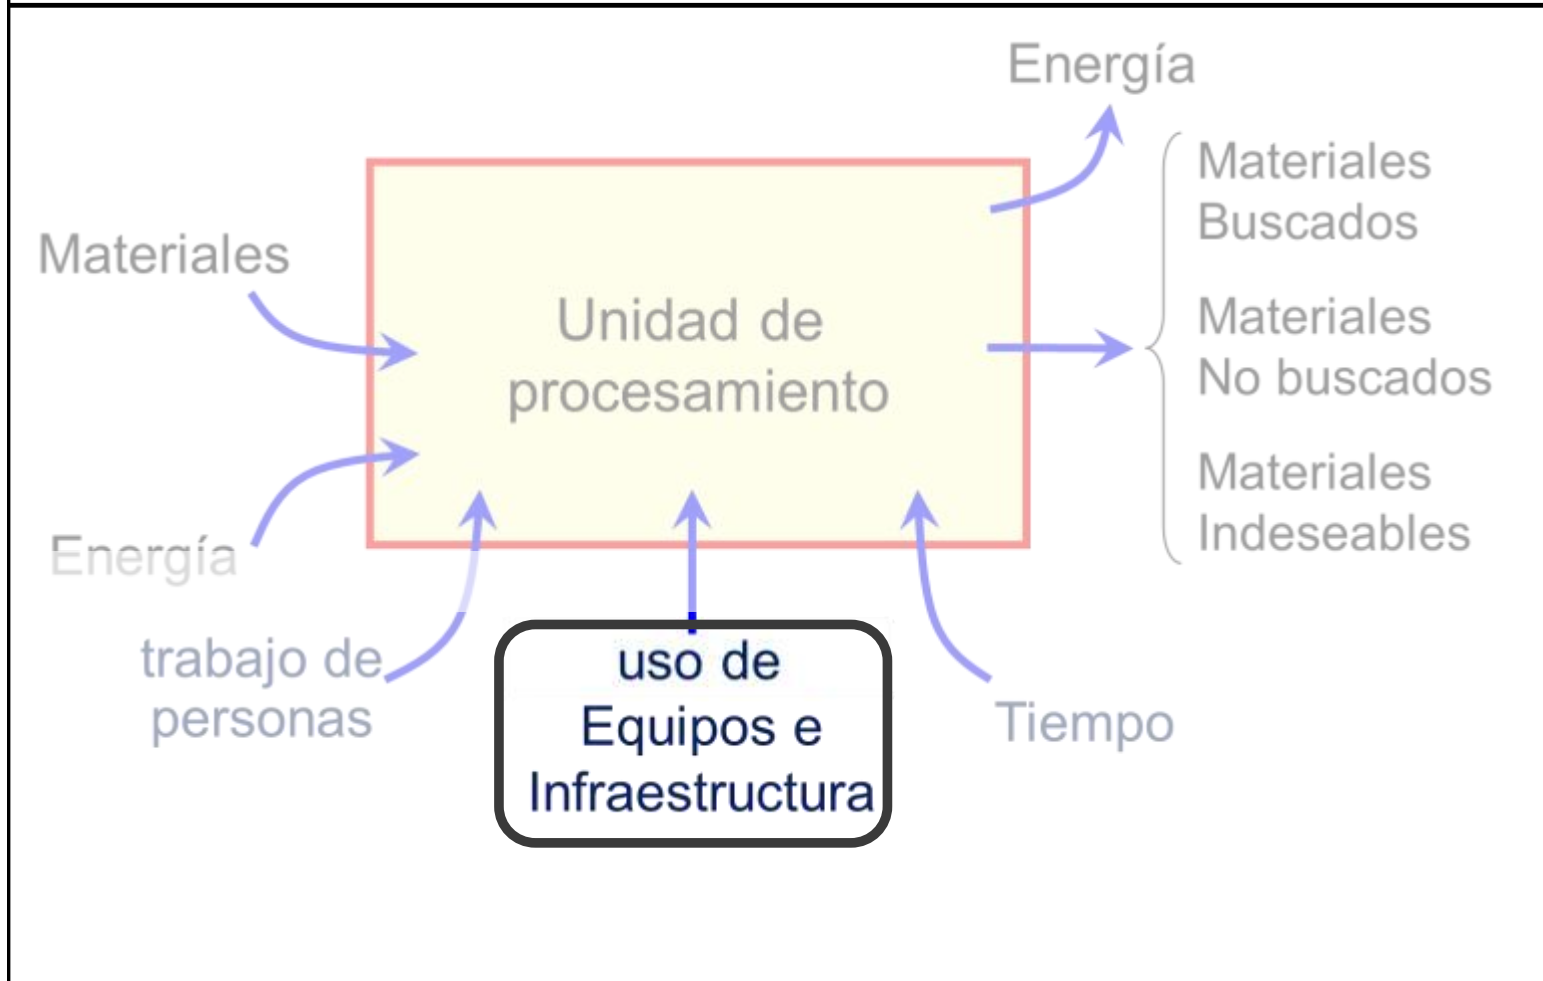 Energía
Materiales
Buscados
Materiales
Unidad de
procesamiento
Materiales
No buscados
Materiales
Indeseables
Energía
trabajo de
personas
uso de
Equipos e
Infraestructura
Tiempo